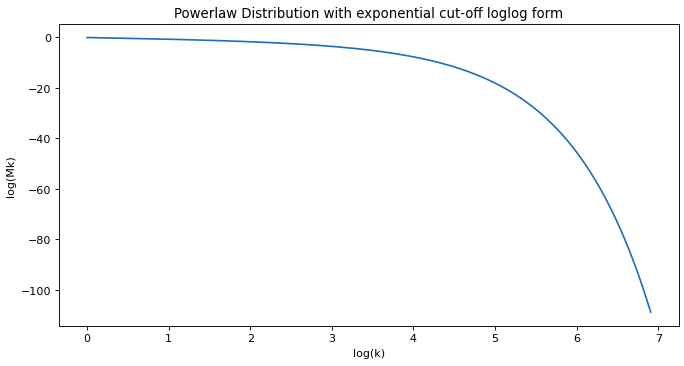 Powerlaw Distribution with exponential cut-off loglog form
0
−20
−40
−60
−80
−100
log(Mk)
0 1 2 3 4 5 6 7
log(k)